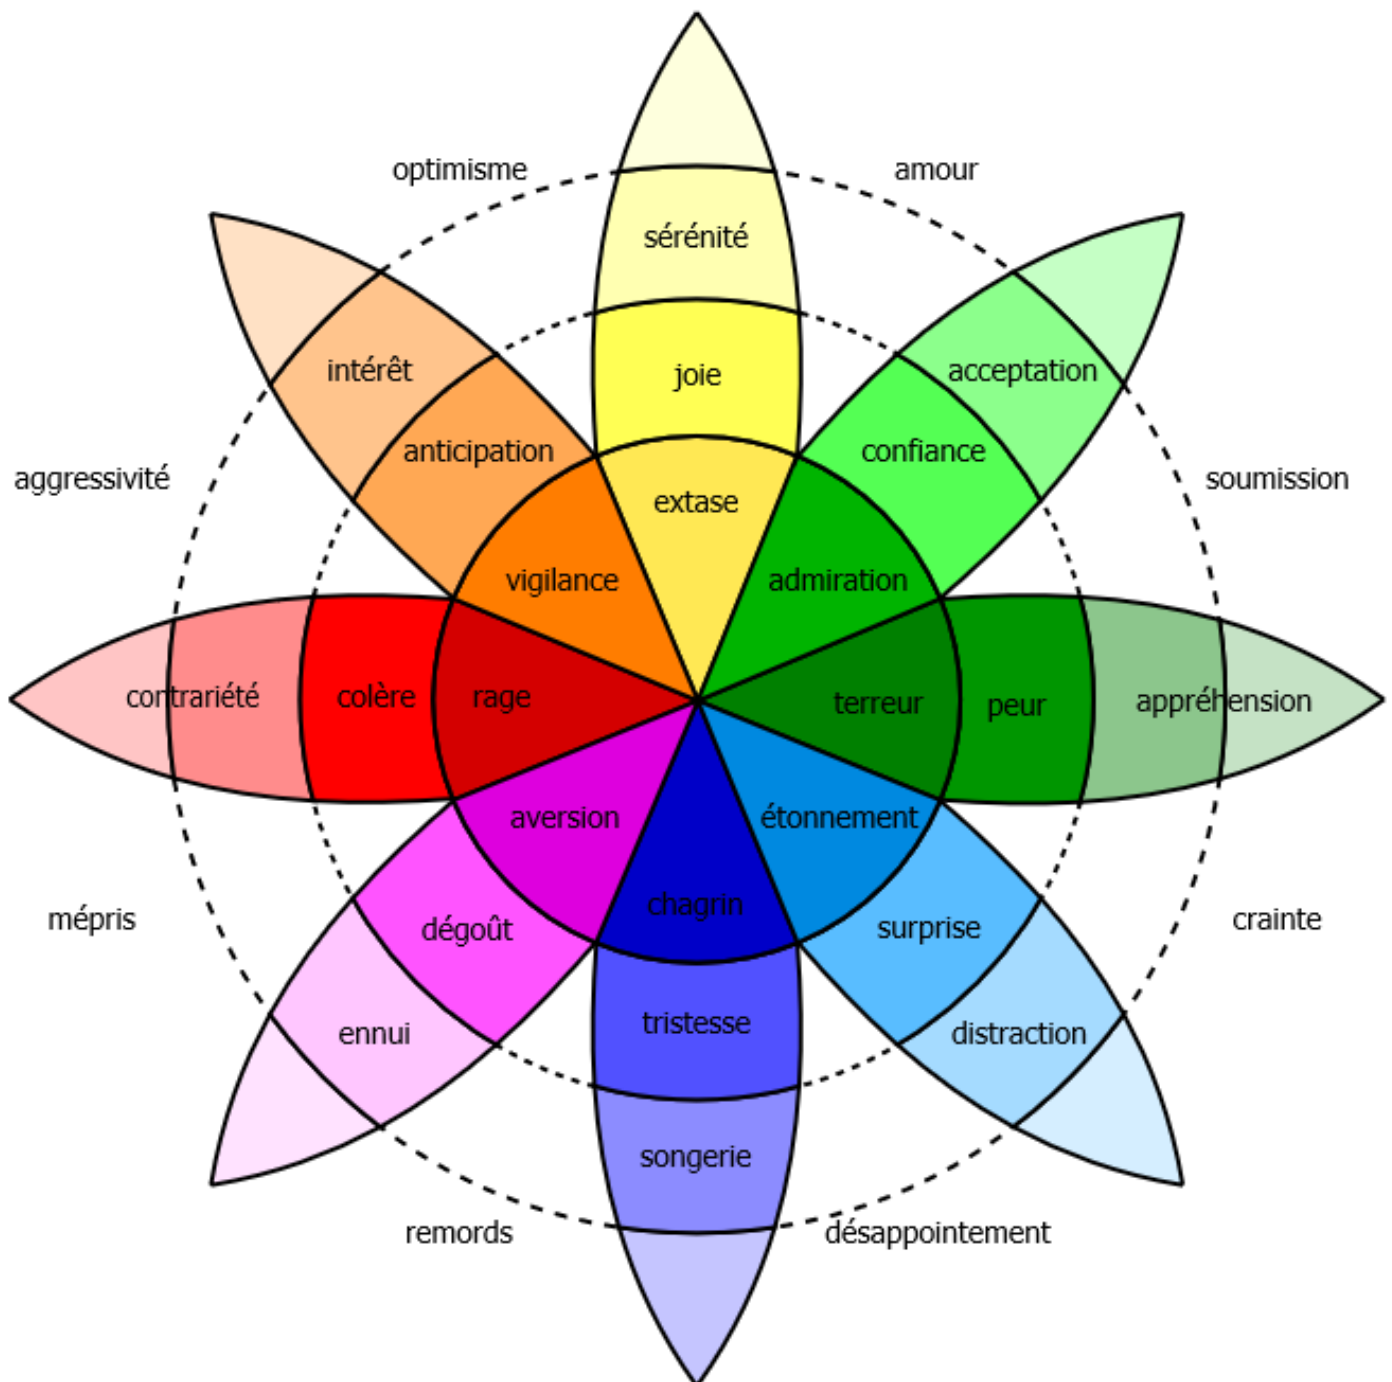 optimisme
amour
sérénité
intérêt
acceptation
joie
anticipation
confiance
aggressivité
soumission
extase
vigilance
admiration
contrariété
colère
rage
terreur
peur
appréhension
aversion
étonnement
chagrin
mépris
crainte
dégoût
surprise
tristesse
ennui
distraction
songerie
remords
désappointement